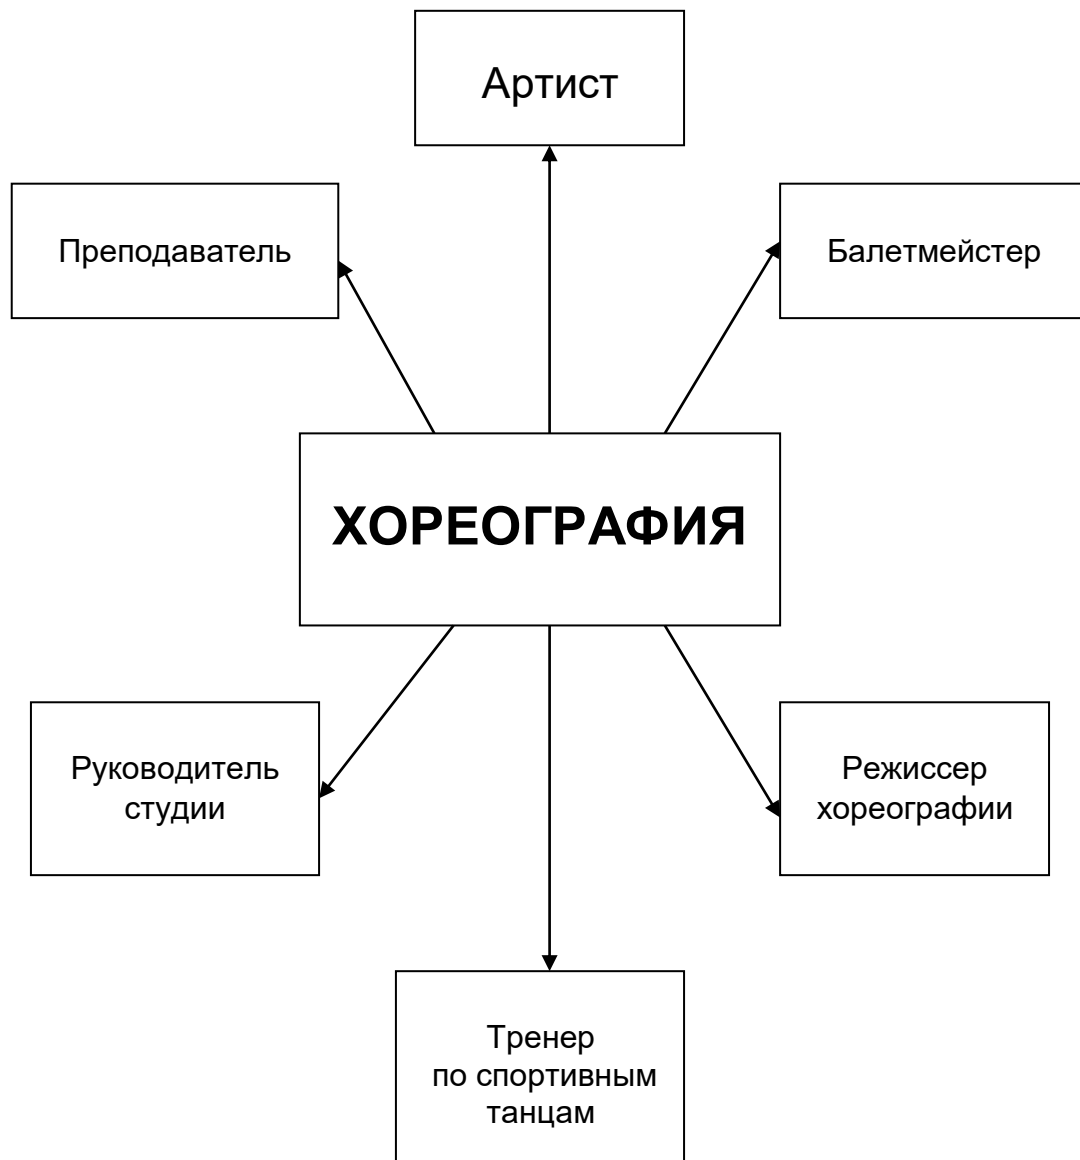 Артист
Преподаватель
Балетмейстер
ХОРЕОГРАФИЯ
Руководитель
студии
Режиссер
хореографии
Тренер
по спортивным
танцам